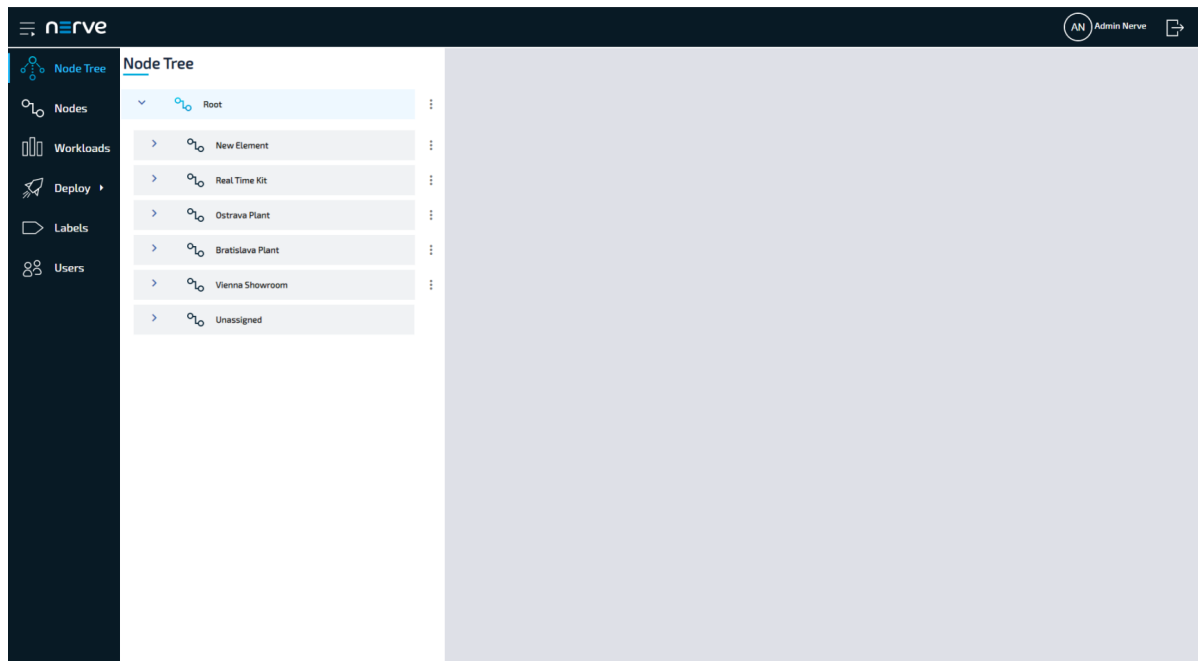 nerve
AN Admin Nerve
Node Tree
Nodes
Workloads
Deploy
Labels
Users
Node Tree
Root
New Element
Real Time Kit
Ostrava Plant
Bratislava Plant
Vienna Showroom
Unassigned